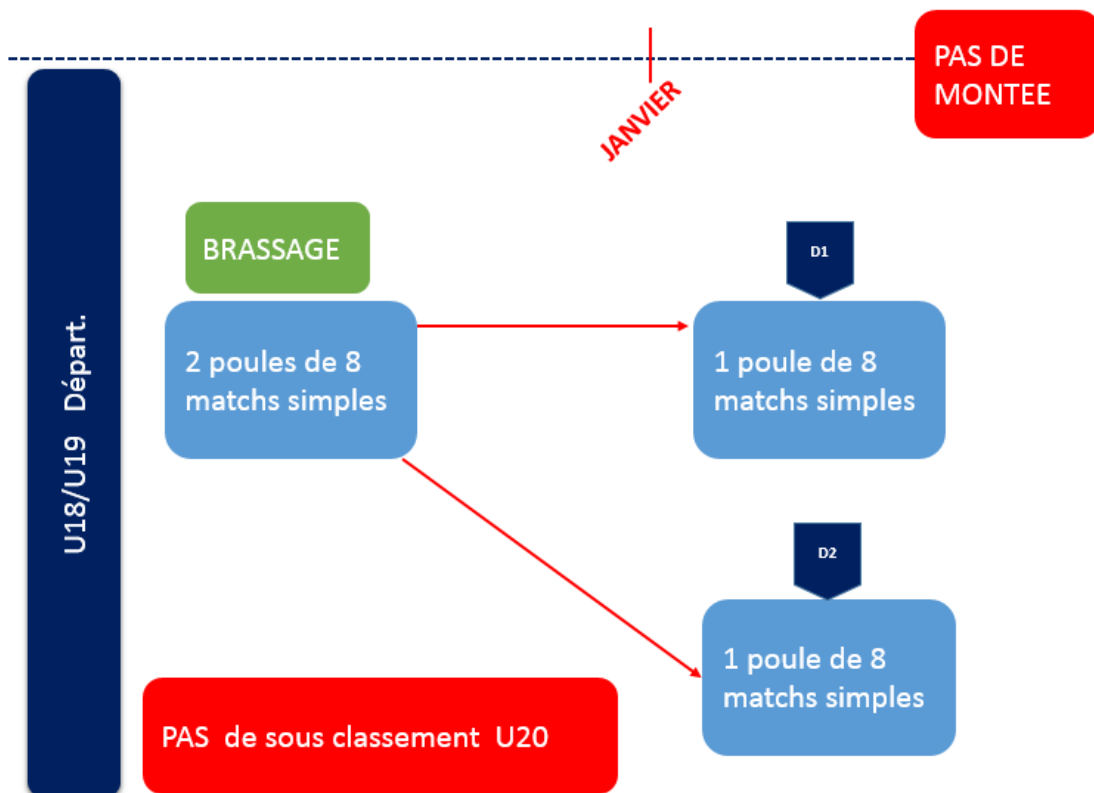 PAS DE
MONTEE
JANVIER
U18/U19 Départ.
BRASSAGE
2 poules de 8
matchs simples
D1
1 poule de 8
matchs simples
D2
1 poule de 8
matchs simples
PAS de sous classement U20